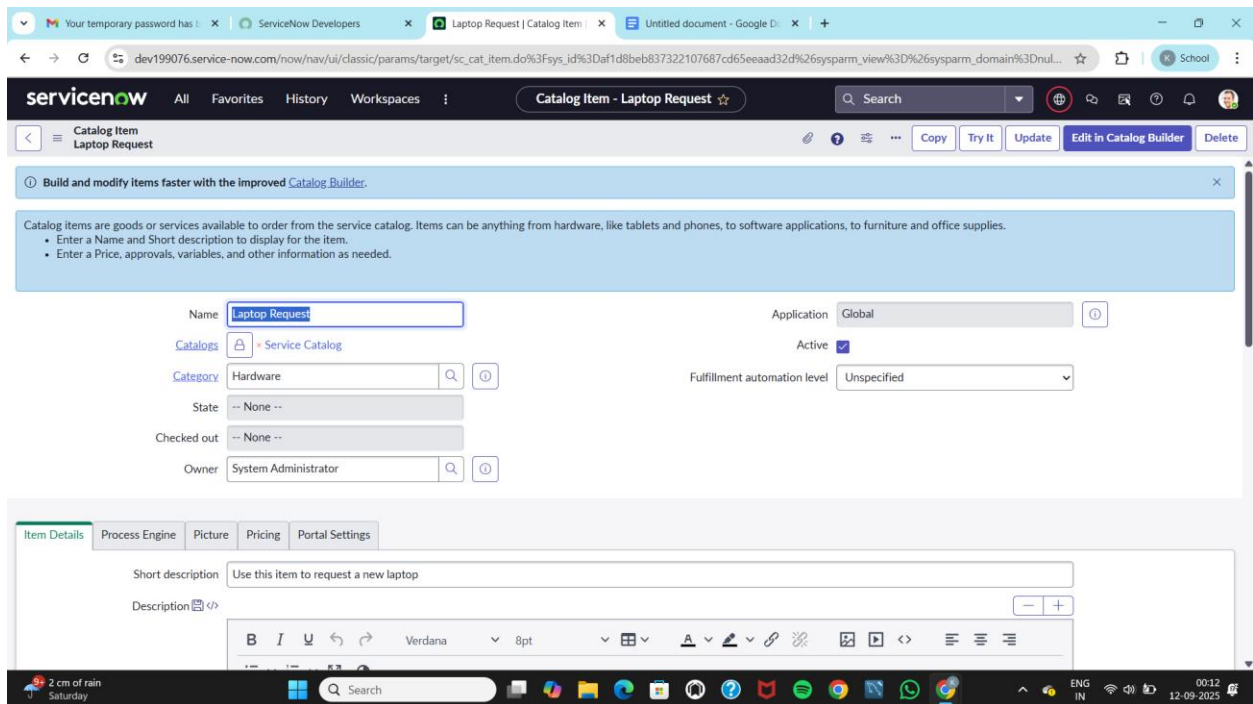 Your temporary password has b
ServiceNow Developers
Laptop Request | Catalog Item |
Untitled document - Google Do
dev199076.service-now.com/now/nav/ui/classic/params/target/sc_cat_item.do%3Fsys_id%3Daf1d8beb837322107687cd65eeaad32d%26sysparm_view%3D%26sysparm_domain%3Dnul...
K School
servicenow All Favorites History Workspaces Catalog Item - Laptop Request Search
Catalog Item
Laptop Request
Copy Try It Update Edit in Catalog Builder Delete
Build and modify items faster with the improved Catalog Builder.
Catalog items are goods or services available to order from the service catalog. Items can be anything from hardware, like tablets and phones, to software applications, to furniture and office supplies.
• Enter a Name and Short description to display for the item.
• Enter a Price, approvals, variables, and other information as needed.
Name Laptop Request Application Global
Catalogs Service Catalog Active
Category Hardware Fulfillment automation level Unspecified
State -- None --
Checked out -- None --
Owner System Administrator
Item Details Process Engine Picture Pricing Portal Settings
Short description Use this item to request a new laptop
Description
B I U Verdana 8pt A
9+ 2 cm of rain
Saturday
Search
ENG
IN
00:12
12-09-2025